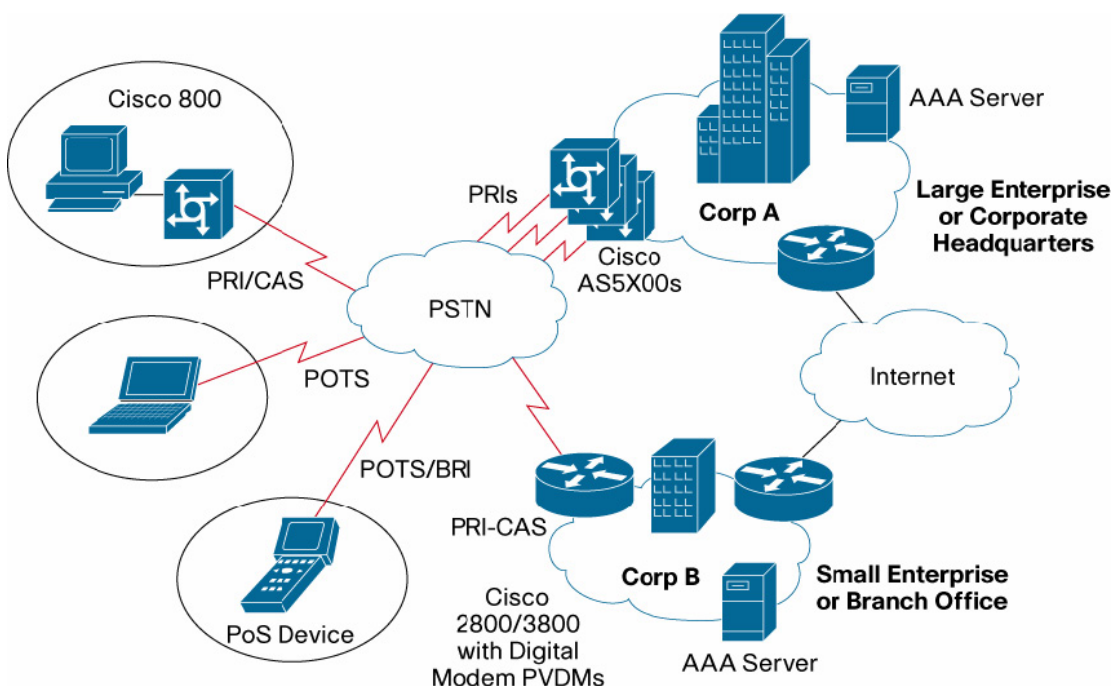 Cisco 800
AAA Server
PRIs
Corp A
Large Enterprise
or Corporate
Headquarters
Cisco
AS5X00s
PRI/CAS
PSTN
POTS
Internet
POTS/BRI
PRI-CAS
Corp B
Small Enterprise
or Branch Office
PoS Device
Cisco
2800/3800
with Digital
Modem PVDMs
AAA Server